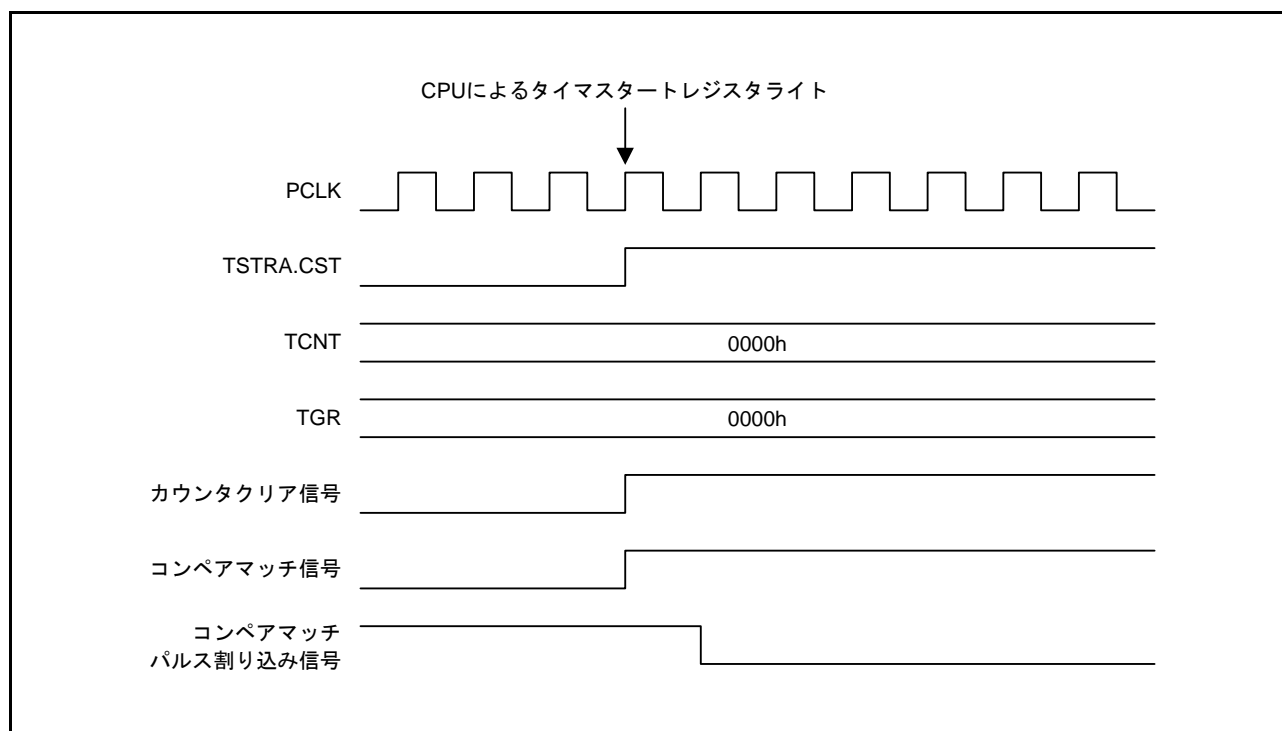 CPUによるタイマスタートレジスタライト
PCLK
TSTRA.CST
TCNT
0000h
TGR
0000h
カウンタクリア信号
コンペアマッチ信号
コンペアマッチ
パルス割り込み信号